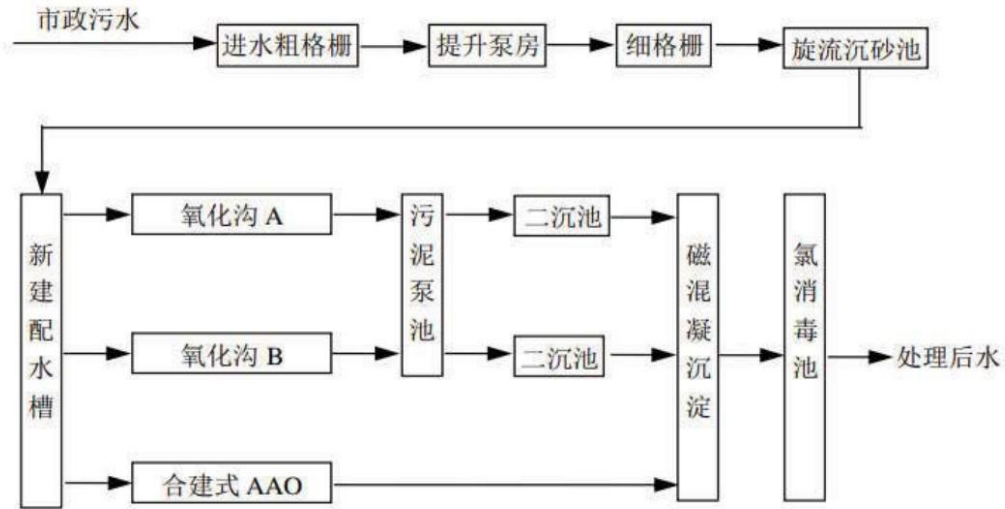 市政污水
进水粗格栅
提升泵房
细格栅
旋流沉砂池
新建配水槽
氧化沟 A
氧化沟 B
合建式 AAO
污泥泵池
二沉池
二沉池
磁混凝沉淀
氯消毒池
处理后水